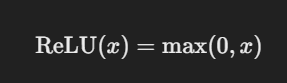 ReLU(x) = max(0, x)